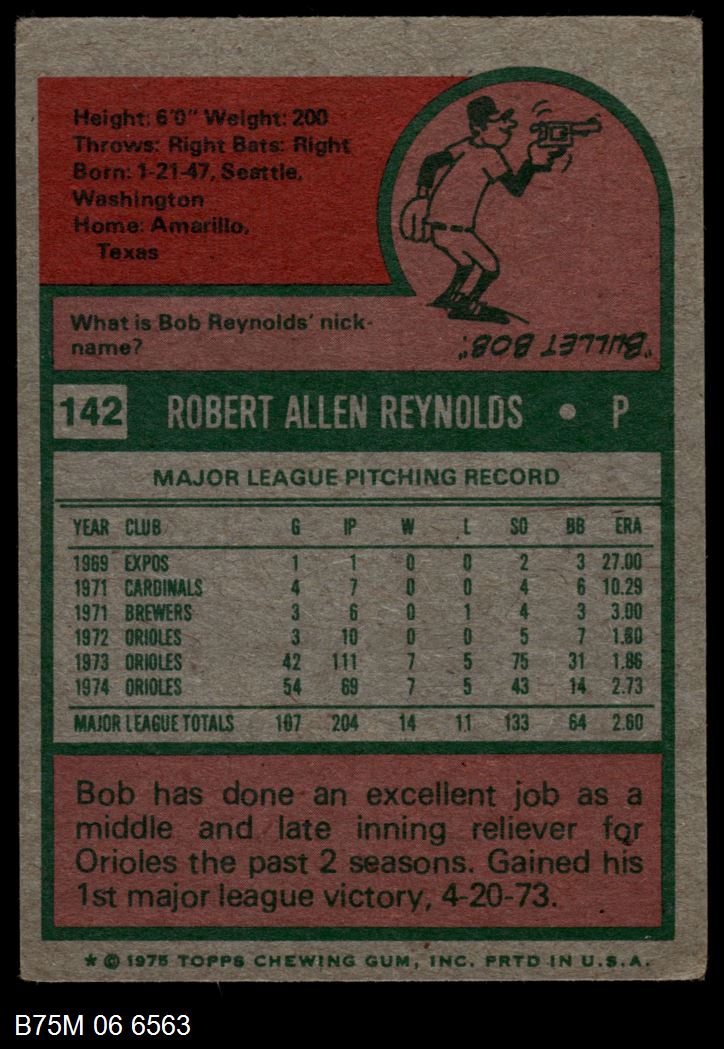 Height: 6'0" Weight: 200
Throws: Right Bats: Right
Born: 1-21-47, Seattle,
Washington
Home: Amarillo,
Texas
What is Bob Reynolds' nick-
name?
"BULLET BOB."
142 ROBERT ALLEN REYNOLDS • P
MAJOR LEAGUE PITCHING RECORD
YEAR CLUB G IP W L SO BB ERA
1969 EXPOS 1 1 0 0 2 3 27.00
1971 CARDINALS 4 7 0 0 4 6 10.29
1971 BREWERS 3 6 0 1 4 3 3.00
1972 ORIOLES 3 10 0 0 5 7 1.80
1973 ORIOLES 42 111 7 5 75 31 1.86
1974 ORIOLES 54 69 7 5 43 14 2.73
MAJOR LEAGUE TOTALS 107 204 14 11 133 64 2.60
Bob has done an excellent job as a
middle and late inning reliever for
Orioles the past 2 seasons. Gained his
1st major league victory, 4-20-73.
* © 1975 TOPPS CHEWING GUM, INC. PRTD IN U.S.A.
B75M 06 6563